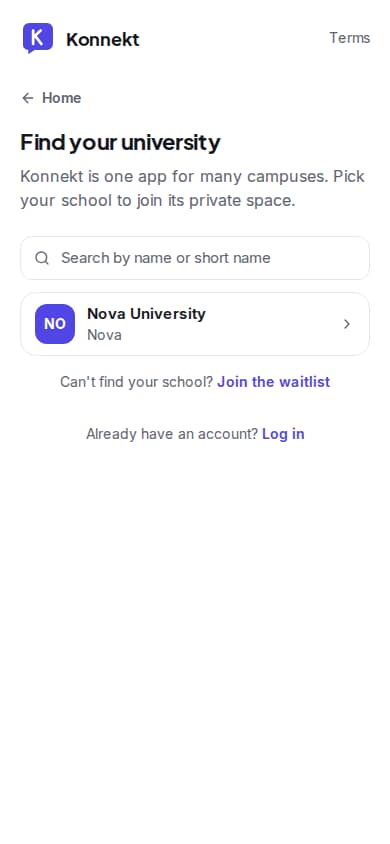 Konnekt
Terms
Home
Find your university
Konnekt is one app for many campuses. Pick
your school to join its private space.
Search by name or short name
NO
Nova University
Nova
Can't find your school? Join the waitlist
Already have an account? Log in